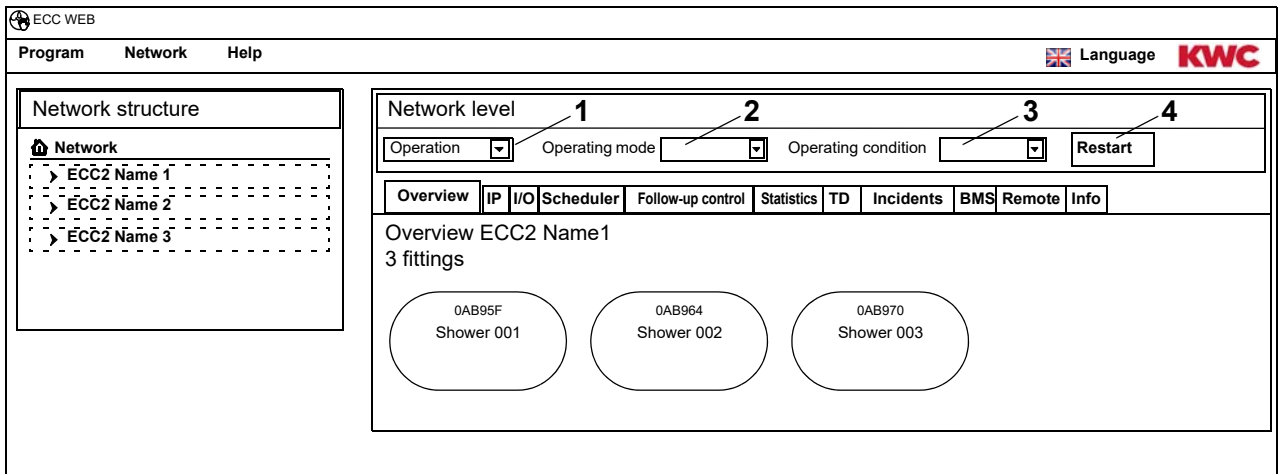 ECC WEB
Program Network Help Language KWC
Network structure
Network
ECC2 Name 1
ECC2 Name 2
ECC2 Name 3
Network level 1 2 3 4
Operation Operating mode Operating condition Restart
Overview IP I/O Scheduler Follow-up control Statistics TD Incidents BMS Remote Info
Overview ECC2 Name1
3 fittings
0AB95F 0AB964 0AB970
Shower 001 Shower 002 Shower 003